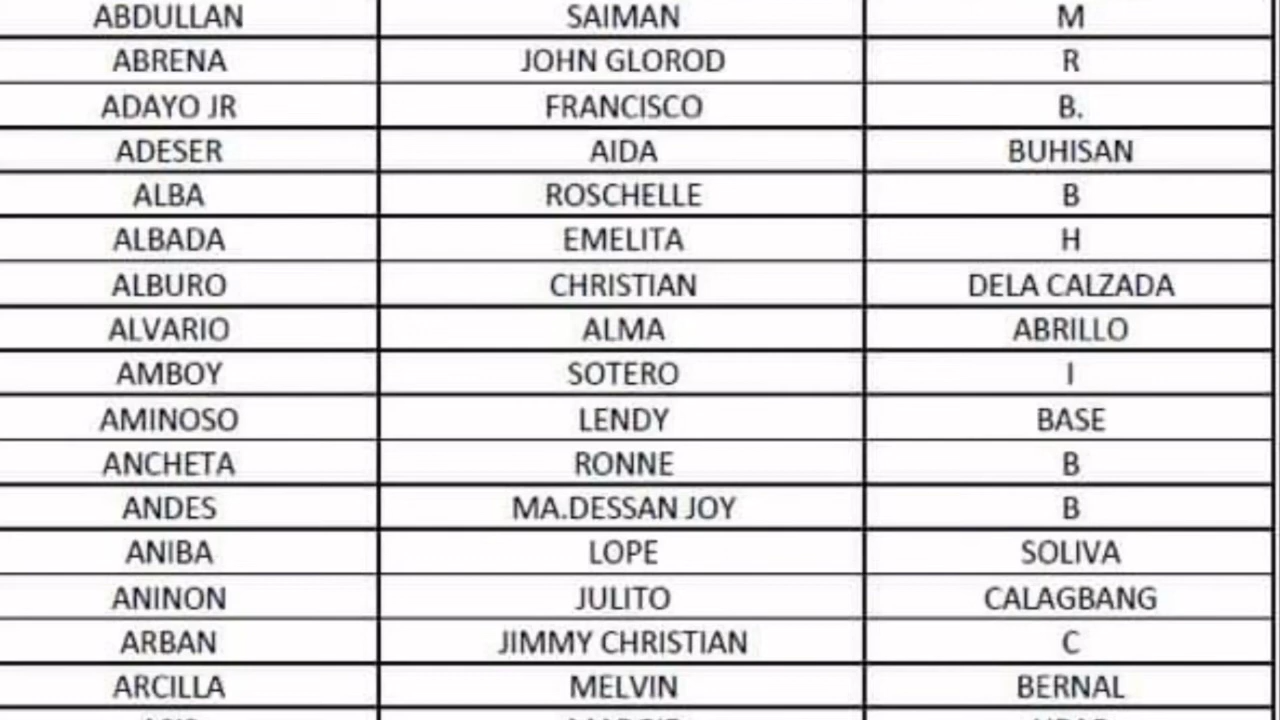 ABDULLAN SAIMAN M
ABRENA JOHN GLOROD R
ADAYO JR FRANCISCO B.
ADESER AIDA BUHISAN
ALBA ROSCHELLE B
ALBADA EMELITA H
ALBURO CHRISTIAN DELA CALZADA
ALVARIO ALMA ABRILLO
AMBOY SOTERO I
AMINOSO LENDY BASE
ANCHETA RONNE B
ANDES MA.DESSAN JOY B
ANIBA LOPE SOLIVA
ANINON JULITO CALAGBANG
ARBAN JIMMY CHRISTIAN C
ARCILLA MELVIN BERNAL